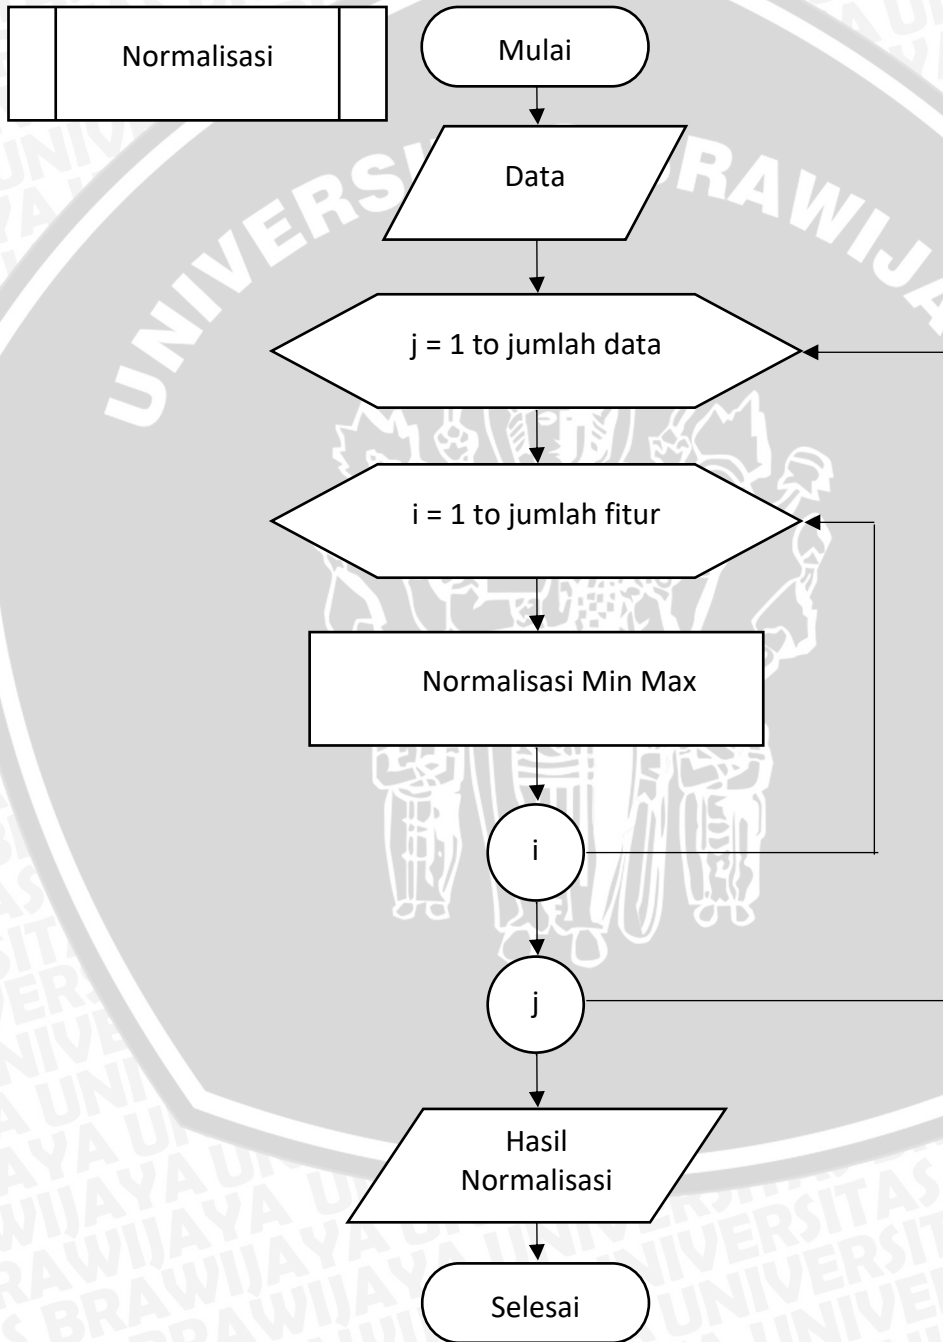 Normalisasi
Mulai
Data
j = 1 to jumlah data
i = 1 to jumlah fitur
Normalisasi Min Max
i
j
Hasil
Normalisasi
Selesai